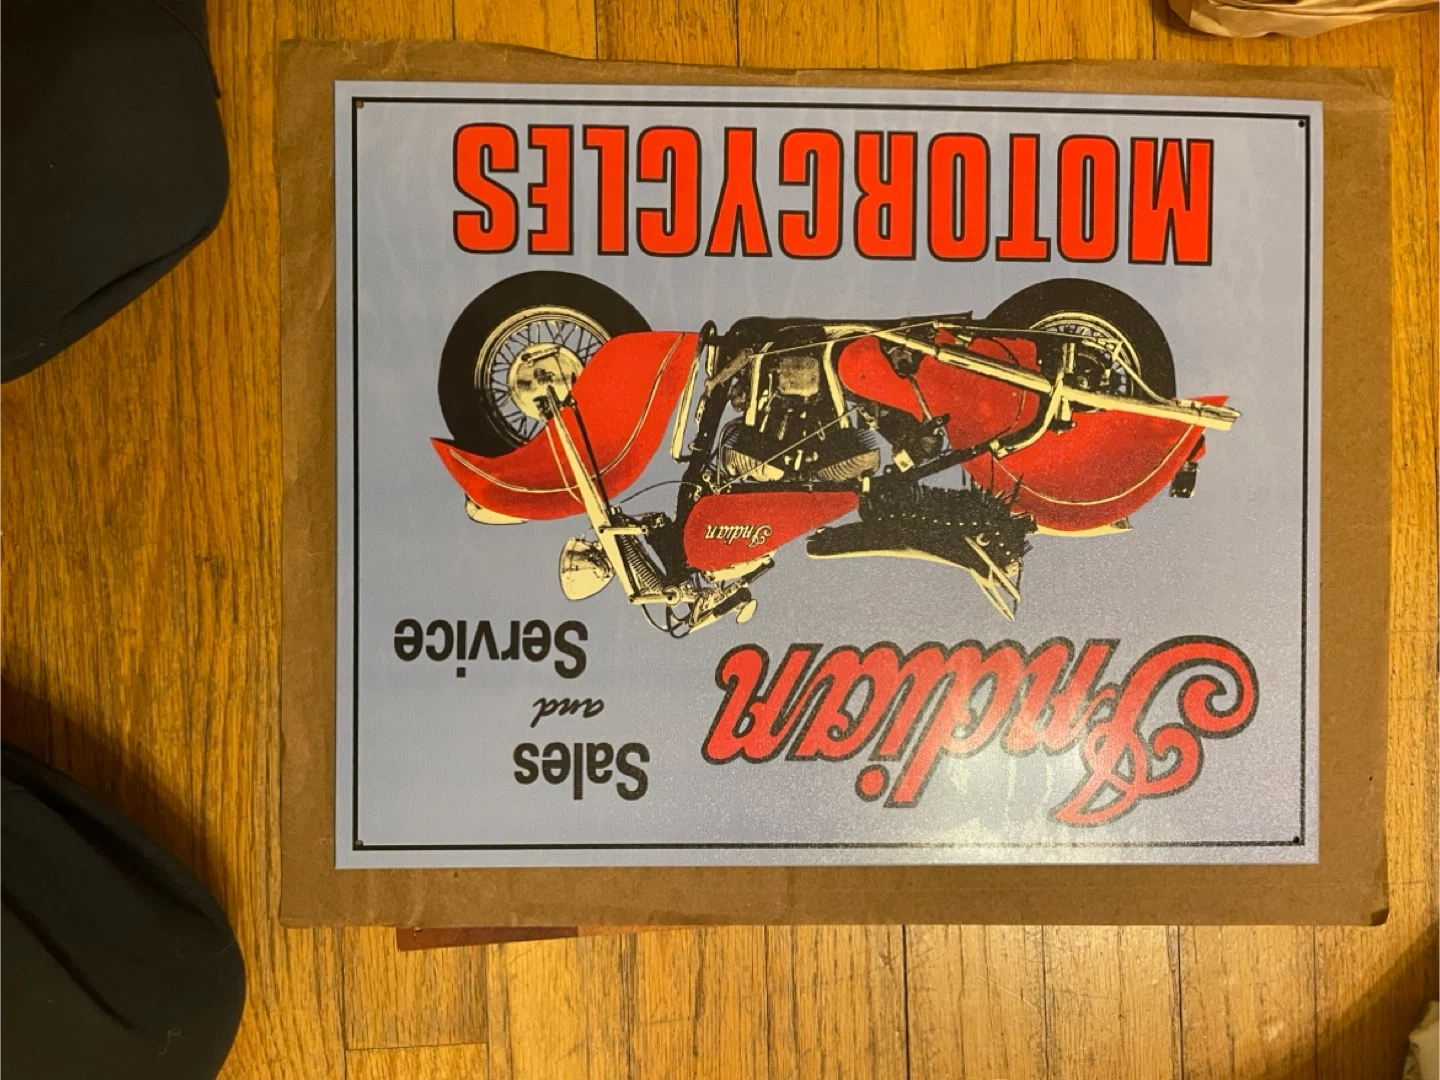 Indian
Sales
and
Service
Indian
MOTORCYCLES